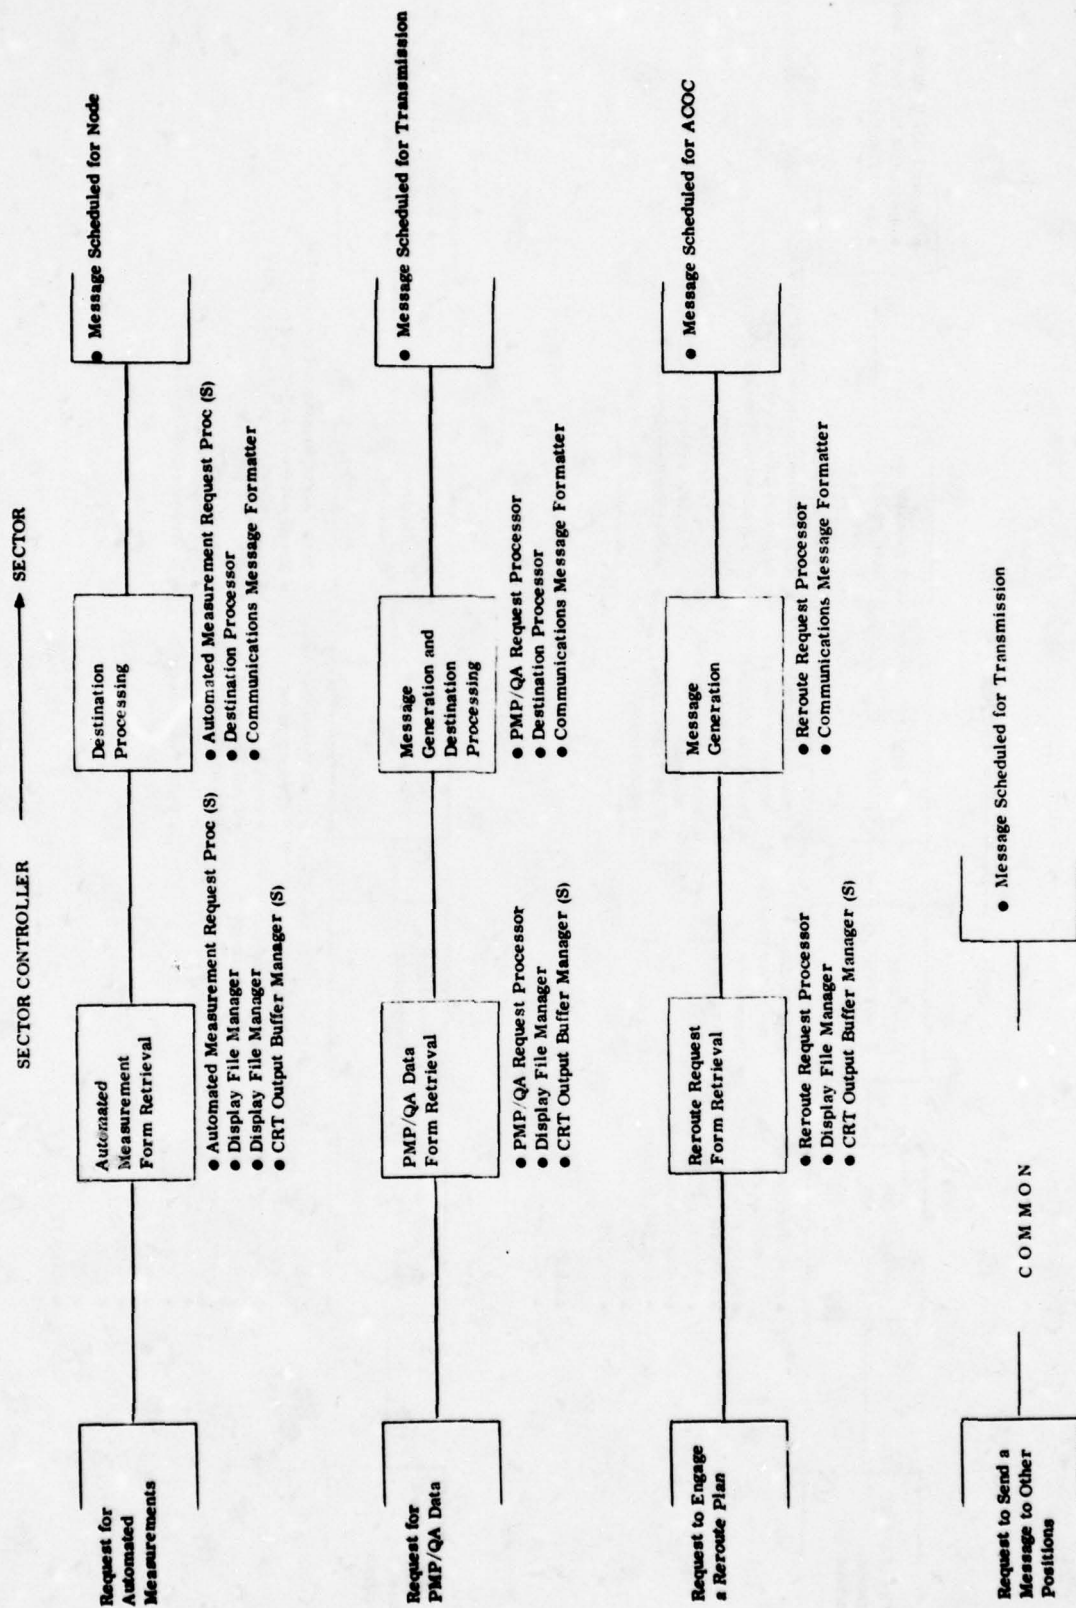 SECTOR CONTROLLER → SECTOR
Request for
Automated
Measurements
Automated
Measurement
Form Retrieval
● Automated Measurement Request Proc (S)
● Display File Manager
● Display File Manager
● CRT Output Buffer Manager (S)
Destination
Processing
● Automated Measurement Request Proc (S)
● Destination Processor
● Communications Message Formatter
● Message Scheduled for Node
Request for
PMP/QA Data
PMP/QA Data
Form Retrieval
● PMP/QA Request Processor
● Display File Manager
● CRT Output Buffer Manager (S)
Message
Generation and
Destination
Processing
● PMP/QA Request Processor
● Destination Processor
● Communications Message Formatter
● Message Scheduled for Transmission
Request to Engage
a Reroute Plan
Reroute Request
Form Retrieval
● Reroute Request Processor
● Display File Manager
● CRT Output Buffer Manager (S)
Message
Generation
● Reroute Request Processor
● Communications Message Formatter
● Message Scheduled for ACOC
Request to Send a
Message to Other
Positions
COMMON
● Message Scheduled for Transmission